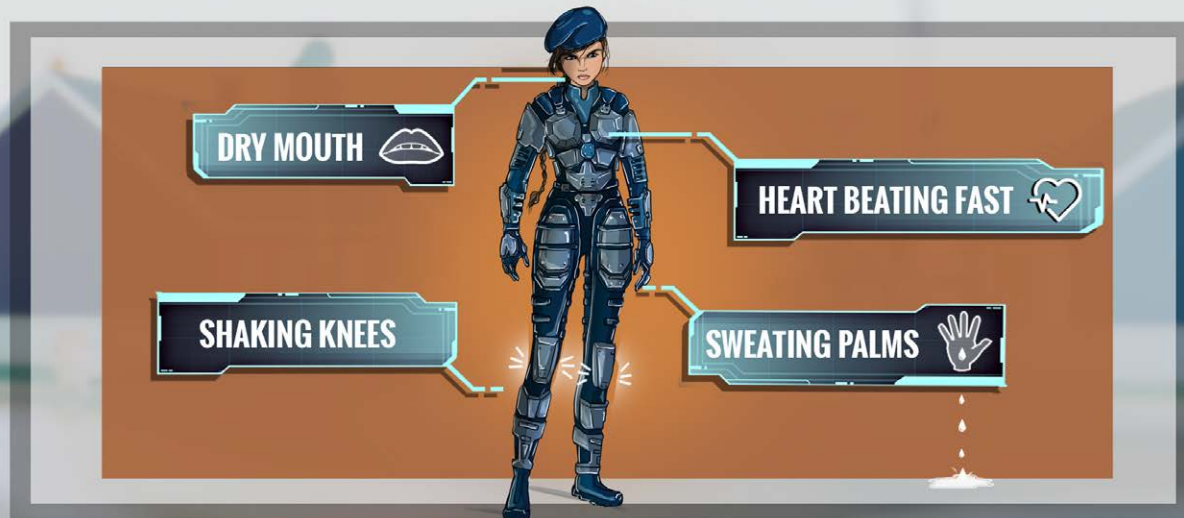 DRY MOUTH
HEART BEATING FAST
SHAKING KNEES
SWEATING PALMS